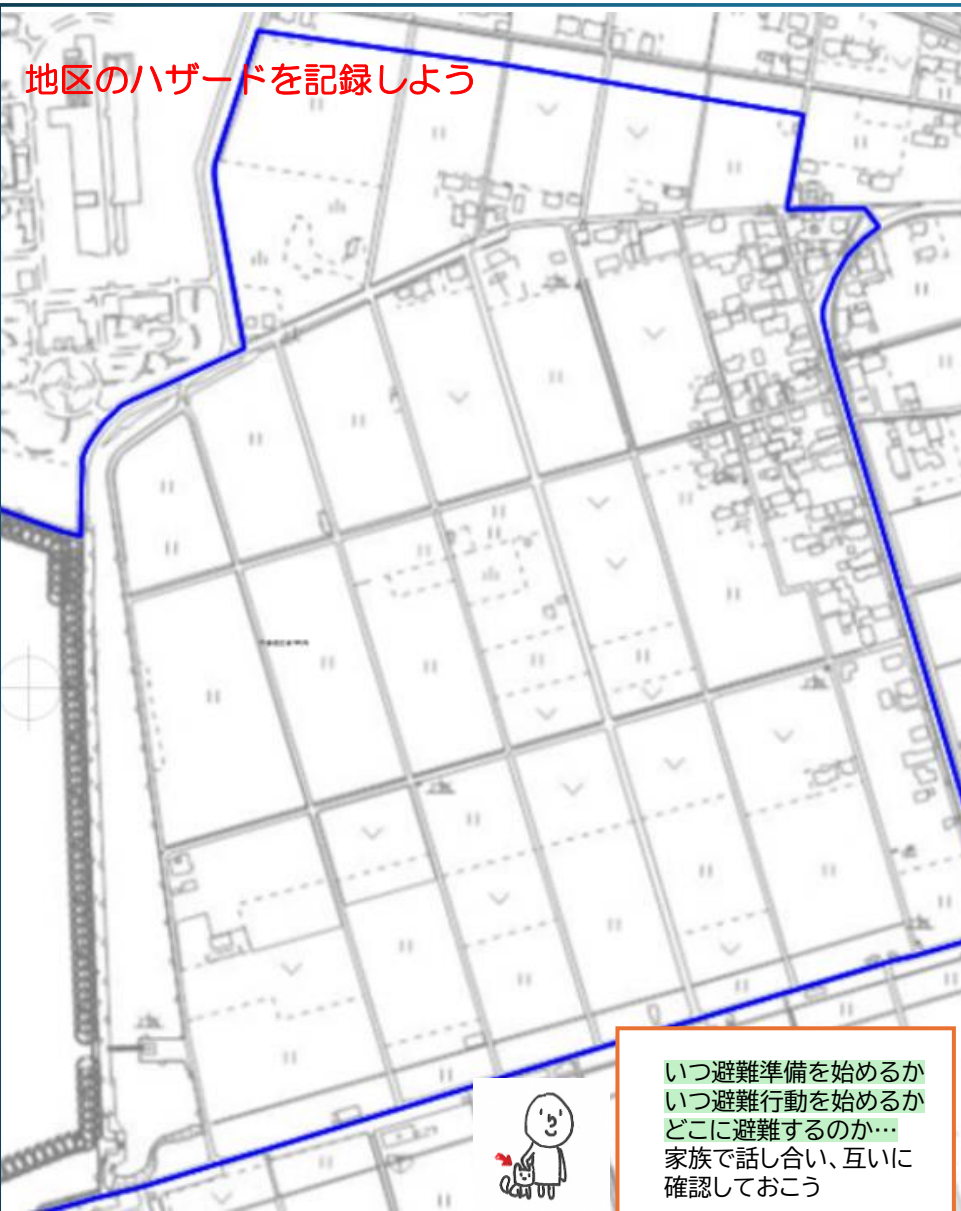 地区のハザードを記録しよう
いつ避難準備を始めるか
いつ避難行動を始めるか
どこに避難するのか…
家族で話し合い、互いに
確認しておこう